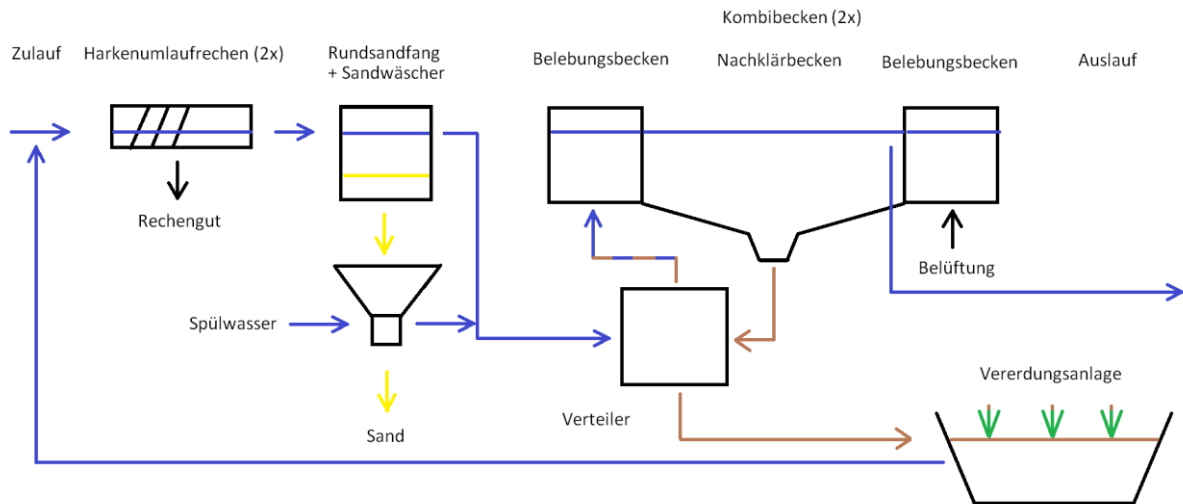 Kombibecken (2x)
Zulauf
Harkenumlaufrechen (2x)
Rundsandfang
+ Sandwäscher
Belebungsbecken
Nachklärbecken
Belebungsbecken
Auslauf
Rechengut
Belüftung
Spülwasser
Vererdungsanlage
Verteiler
Sand